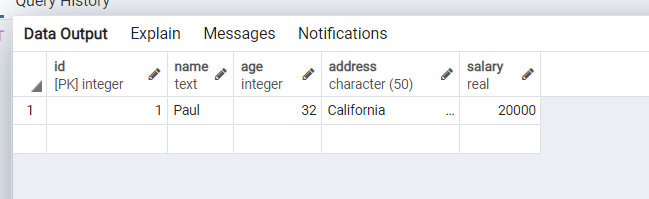 Query History
Data Output Explain Messages Notifications
id name age address salary
[PK] integer text integer character (50) real
1 1 Paul 32 California ... 20000